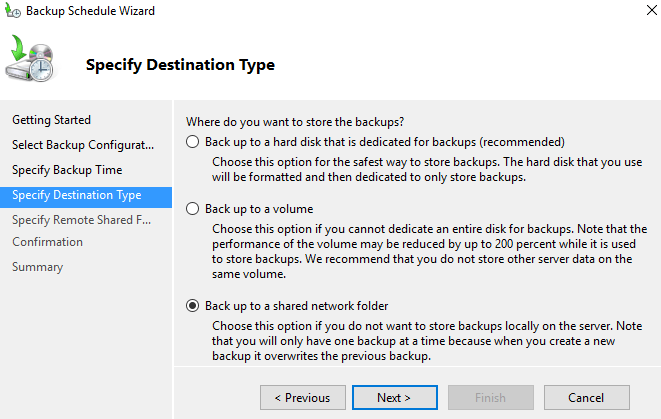 Backup Schedule Wizard
Specify Destination Type
Getting Started
Select Backup Configurat...
Specify Backup Time
Specify Destination Type
Specify Remote Shared F...
Confirmation
Summary
Where do you want to store the backups?
Back up to a hard disk that is dedicated for backups (recommended)
Choose this option for the safest way to store backups. The hard disk that you use
will be formatted and then dedicated to only store backups.
Back up to a volume
Choose this option if you cannot dedicate an entire disk for backups. Note that the
performance of the volume may be reduced by up to 200 percent while it is used
to store backups. We recommend that you do not store other server data on the
same volume.
Back up to a shared network folder
Choose this option if you do not want to store backups locally on the server. Note
that you will only have one backup at a time because when you create a new
backup it overwrites the previous backup.
< Previous
Next >
Finish
Cancel